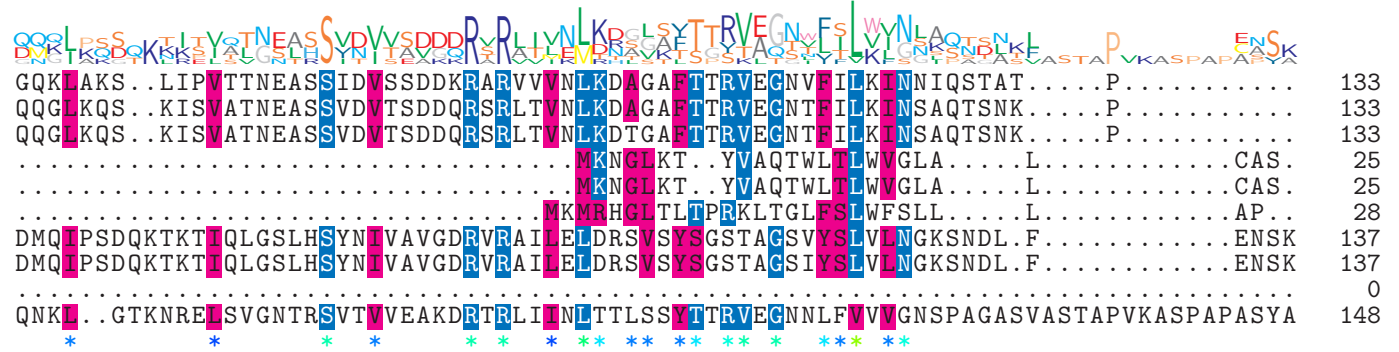 GQKLAKS..LIPVTTNEASSIDVSSDDKRARVVVNLKDAGAFTTRVEGNVFILKINNIQSTAT.....P........... 133
QQGLKQS..KISVATNEASSVDVTSDDQRSRLTVNLKDAGAFTTRVEGNTFILKINSAQTSNK.....P........... 133
QQGLKQS..KISVATNEASSVDVTSDDQRSRLTVNLKDTGAFTTRVEGNTFILKINSAQTSNK.....P........... 133
...................................MKNGLKT..YVAQTWLTLWVGLA.....L............CAS. 25
...................................MKNGLKT..YVAQTWLTLWVGLA.....L............CAS. 25
.................................MKMRHGLTLTPRKLTGLFSLWFSLL.....L............AP.. 28
DMQIPSDQKTKTIQLGSLHSYNIVAVGDRVRAILELDRSVSYSGSTAGSVYSLVLNGKSNDL.F............ENSK 137
DMQIPSDQKTKTIQLGSLHSYNIVAVGDRVRAILELDRSVSYSGSTAGSIYSLVLNGKSNDL.F............ENSK 137
................................................................................ 0
QNKL..GTKNRELSVGNTRSVTVVEAKDRTRLIINLTTLSSYTTRVEGNNLFVVVGNSPAGASVASTAPVKASPAPASYA 148
* * * * * * * ** ** ** ** * *** **